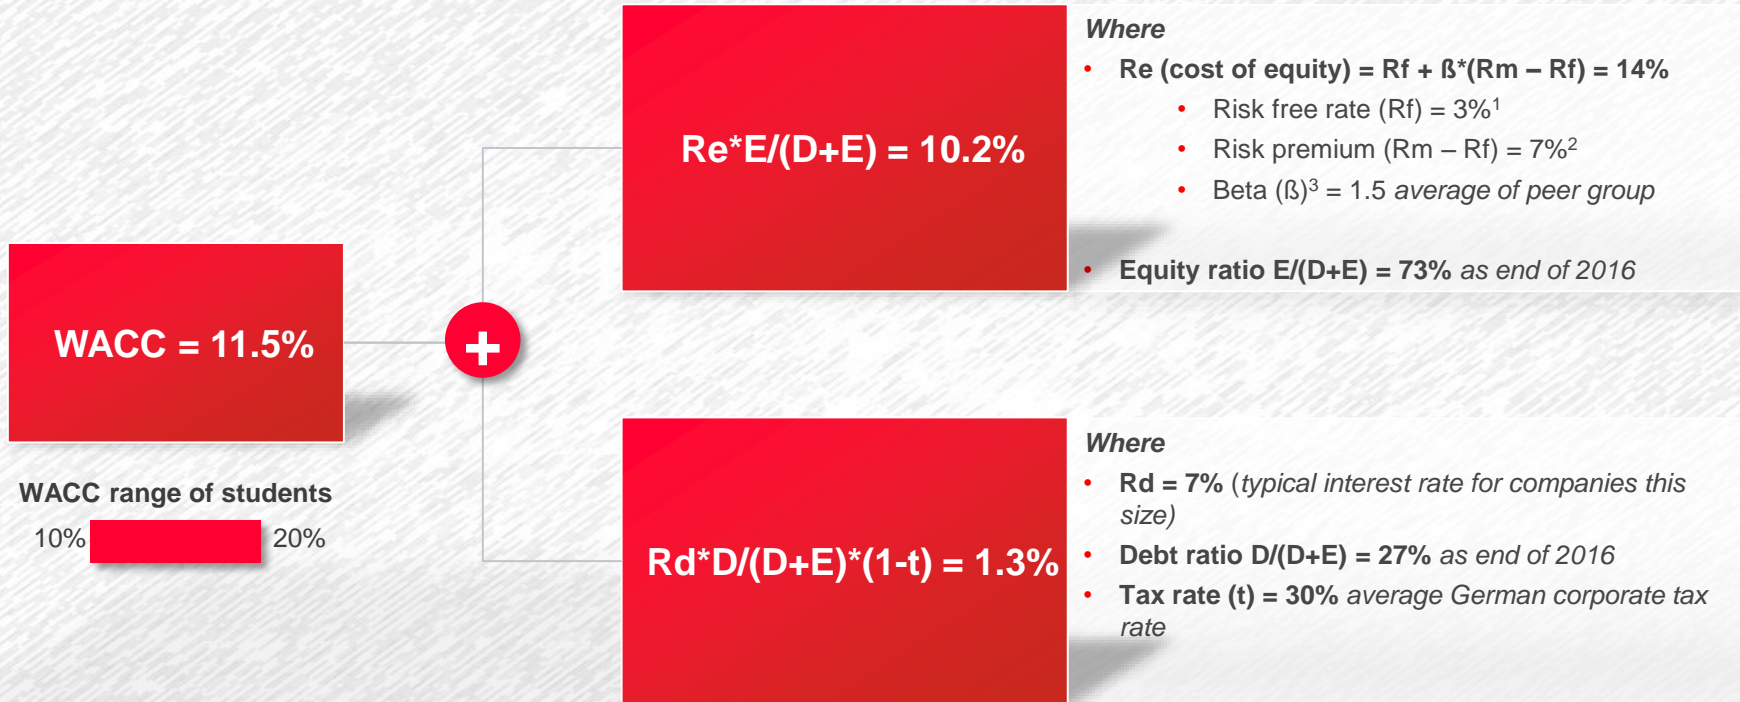 WACC = 11.5%
WACC range of students
10%
20%
+
Re*E/(D+E) = 10.2%
Where
• Re (cost of equity) = Rf + ß*(Rm – Rf) = 14%
• Risk free rate (Rf) = 3%¹
• Risk premium (Rm – Rf) = 7%²
• Beta (ß)³ = 1.5 average of peer group
• Equity ratio E/(D+E) = 73% as end of 2016
Rd*D/(D+E)*(1-t) = 1.3%
Where
• Rd = 7% (typical interest rate for companies this
size)
• Debt ratio D/(D+E) = 27% as end of 2016
• Tax rate (t) = 30% average German corporate tax
rate